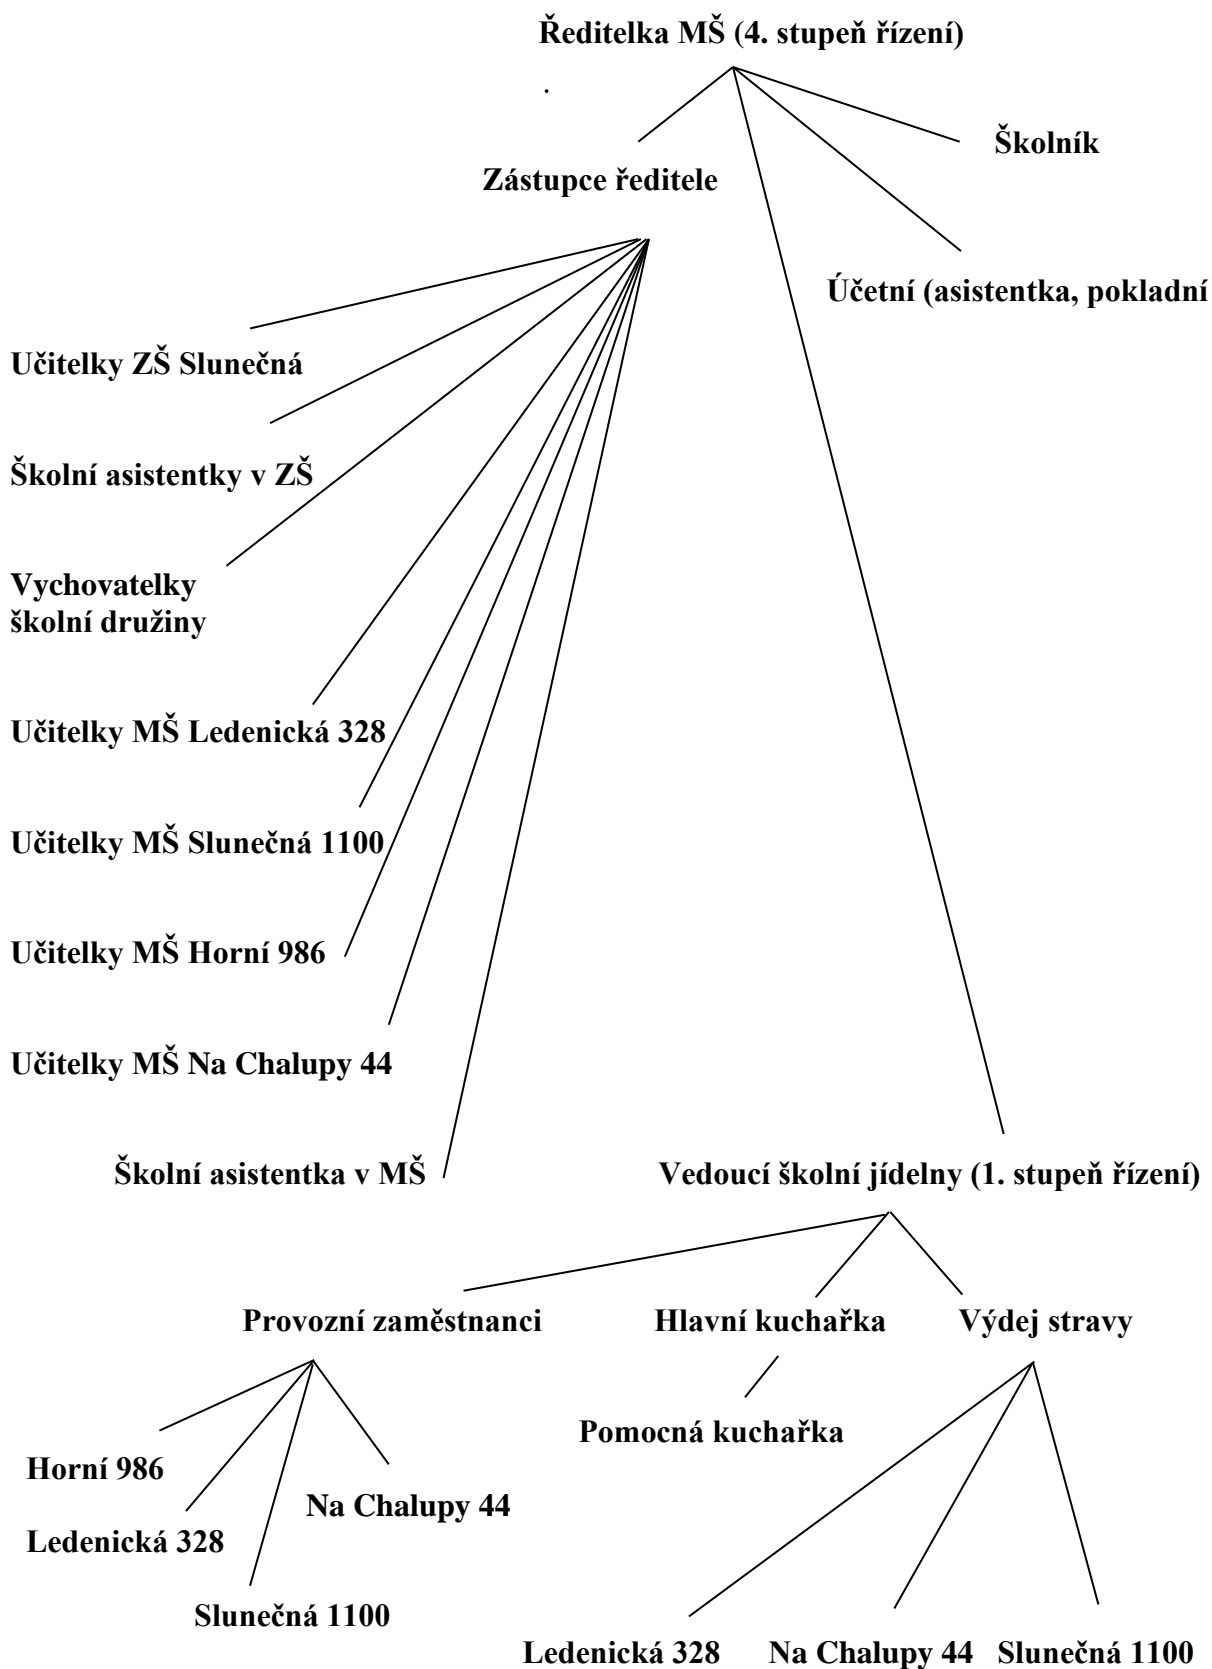 Ředitelka MŠ (4. stupeň řízení)
.
Školník
Zástupce ředitele
Účetní (asistentka, pokladní
Učitelky ZŠ Slunečná
Školní asistentky v ZŠ
Vychovatelky
školní družiny
Učitelky MŠ Ledenická 328
Učitelky MŠ Slunečná 1100
Učitelky MŠ Horní 986
Učitelky MŠ Na Chalupy 44
Školní asistentka v MŠ
Vedoucí školní jídelny (1. stupeň řízení)
Provozní zaměstnanci
Hlavní kuchařka
Výdej stravy
Pomocná kuchařka
Horní 986
Na Chalupy 44
Ledenická 328
Slunečná 1100
Ledenická 328
Na Chalupy 44
Slunečná 1100